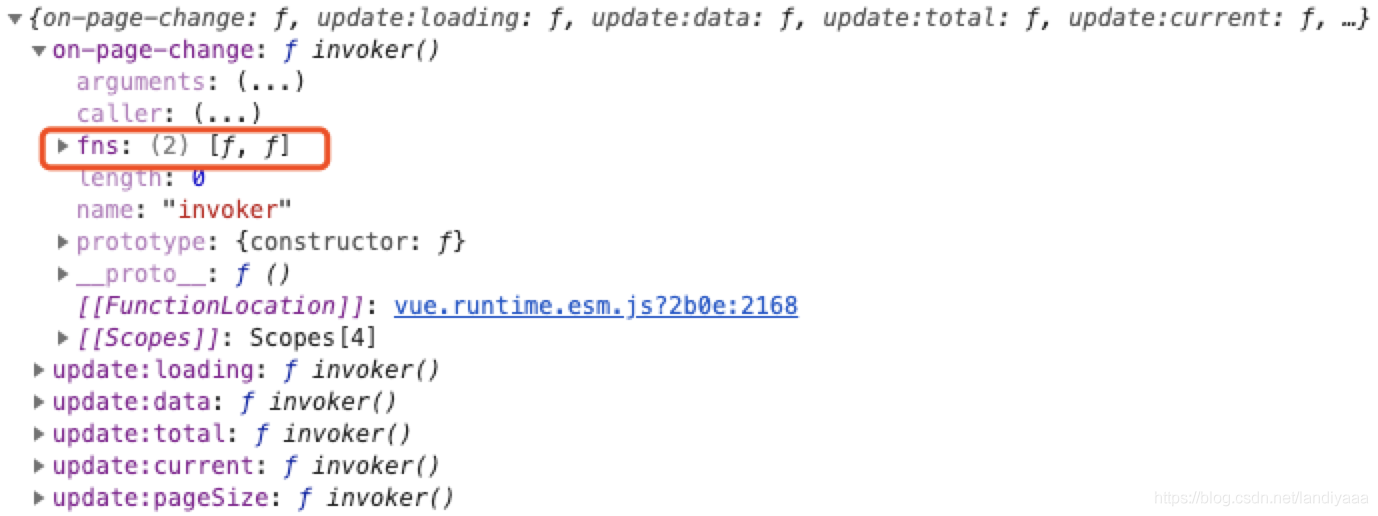 ▼{on-page-change: ƒ, update:loading: ƒ, update:data: ƒ, update:total: ƒ, update:current: ƒ, …}
▼on-page-change: ƒ invoker()
arguments: (...)
caller: (...)
▶fns: (2) [ƒ, ƒ]
length: 0
name: "invoker"
▶prototype: {constructor: ƒ}
▶__proto__: ƒ ()
[[FunctionLocation]]: vue.runtime.esm.js?2b0e:2168
▶[[Scopes]]: Scopes[4]
▶update:loading: ƒ invoker()
▶update:data: ƒ invoker()
▶update:total: ƒ invoker()
▶update:current: ƒ invoker()
▶update:pageSize: ƒ invoker()
https://blog.csdn.net/landlyaaa